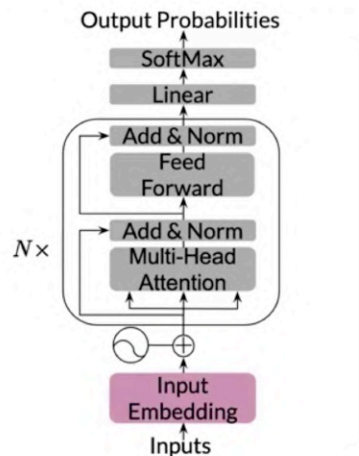 Output Probabilities
SoftMax
Linear
Add & Norm
Feed
Forward
Add & Norm
N×
Multi-Head
Attention
Input
Embedding
Inputs